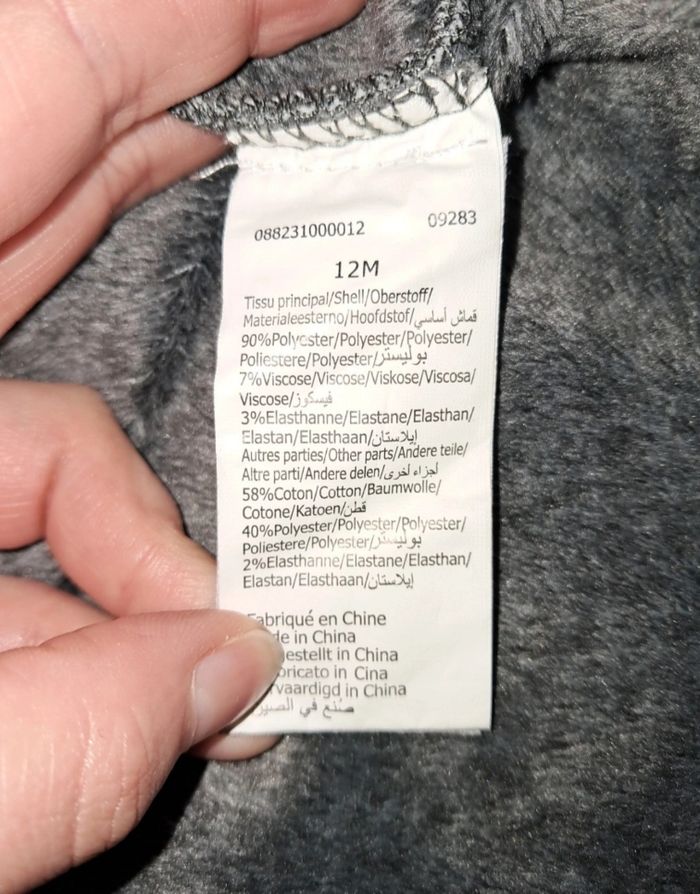 088231000012 09283
12M
Tissu principal/Shell/Oberstoff/
Materialeesterno/Hoofdstof/قماش أساسي
90%Polyester/Polyester/Polyester/
Poliestere/Polyester/بوليستر
7%Viscose/Viscose/Viskose/Viscosa/
Viscose/فيسكوز
3%Elasthanne/Elastane/Elasthan/
Elastan/Elasthaan/إيلاستان
Autres parties/Other parts/Andere teile/
Altre parti/Andere delen/أجزاء أخرى
58%Coton/Cotton/Baumwolle/
Cotone/Katoen/قطن
40%Polyester/Polyester/Polyester/
Poliestere/Polyester/بوليستر
2%Elasthanne/Elastane/Elasthan/
Elastan/Elasthaan/إيلاستان
Fabriqué en Chine
de in China
estellt in China
bricato in Cina
rvaardigd in China
صنع في الصين